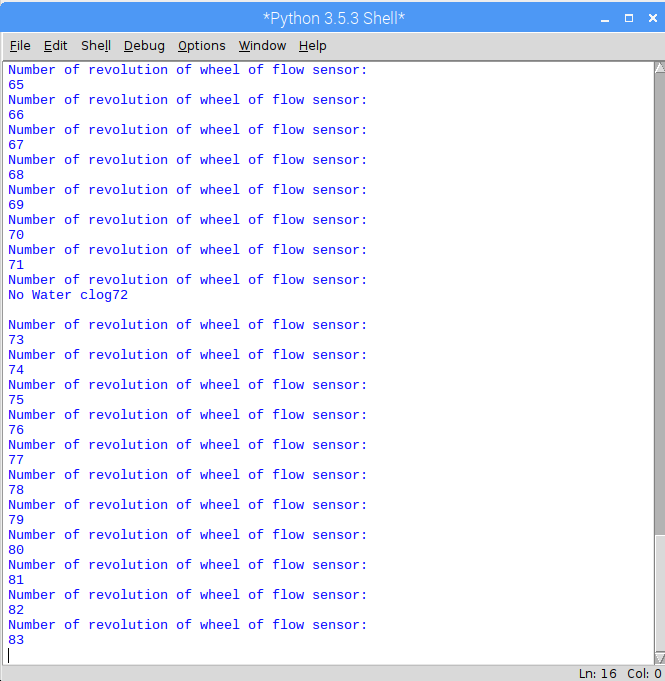 *Python 3.5.3 Shell*
File Edit Shell Debug Options Window Help
Number of revolution of wheel of flow sensor:
65
Number of revolution of wheel of flow sensor:
66
Number of revolution of wheel of flow sensor:
67
Number of revolution of wheel of flow sensor:
68
Number of revolution of wheel of flow sensor:
69
Number of revolution of wheel of flow sensor:
70
Number of revolution of wheel of flow sensor:
71
Number of revolution of wheel of flow sensor:
No Water clog72
Number of revolution of wheel of flow sensor:
73
Number of revolution of wheel of flow sensor:
74
Number of revolution of wheel of flow sensor:
75
Number of revolution of wheel of flow sensor:
76
Number of revolution of wheel of flow sensor:
77
Number of revolution of wheel of flow sensor:
78
Number of revolution of wheel of flow sensor:
79
Number of revolution of wheel of flow sensor:
80
Number of revolution of wheel of flow sensor:
81
Number of revolution of wheel of flow sensor:
82
Number of revolution of wheel of flow sensor:
83
Ln: 16 Col: 0